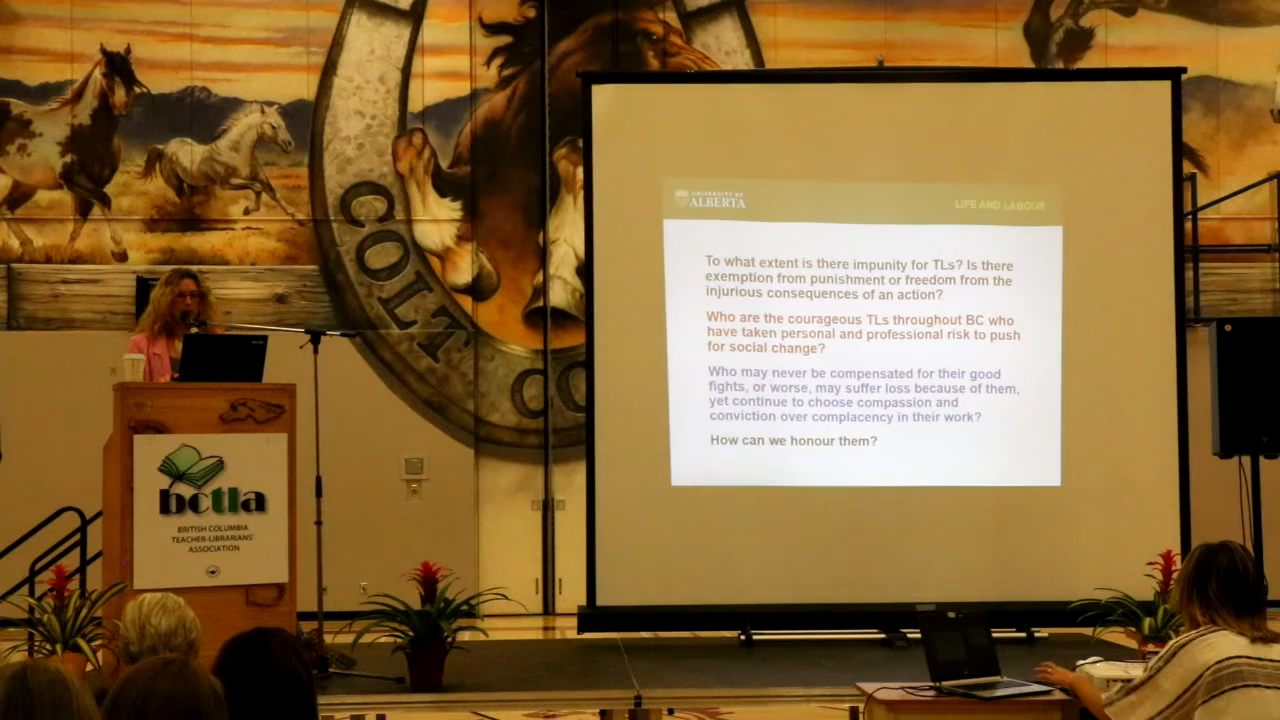 COLT
CO
UNIVERSITY OF
ALBERTA
LIFE AND LABOUR
To what extent is there impunity for TLs? Is there
exemption from punishment or freedom from the
injurious consequences of an action?
Who are the courageous TLs throughout BC who
have taken personal and professional risk to push
for social change?
Who may never be compensated for their good
fights, or worse, may suffer loss because of them,
yet continue to choose compassion and
conviction over complacency in their work?
How can we honour them?
bctla
BRITISH COLUMBIA
TEACHER-LIBRARIANS'
ASSOCIATION